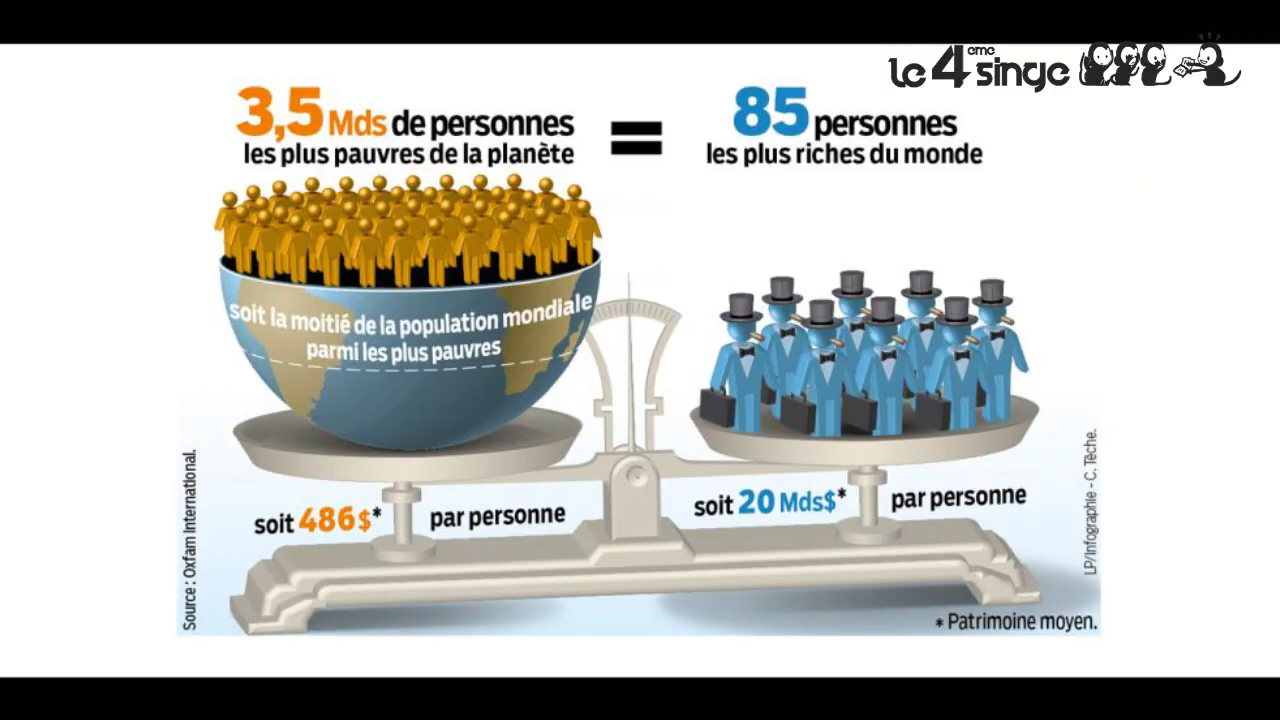 le 4eme singe
3,5 Mds de personnes
les plus pauvres de la planète
=
85 personnes
les plus riches du monde
soit la moitié de la population mondiale
parmi les plus pauvres
soit 486$* par personne
soit 20 Mds$* par personne
Source : Oxfam International.
LP/Infographie - C. Tèche.
* Patrimoine moyen.